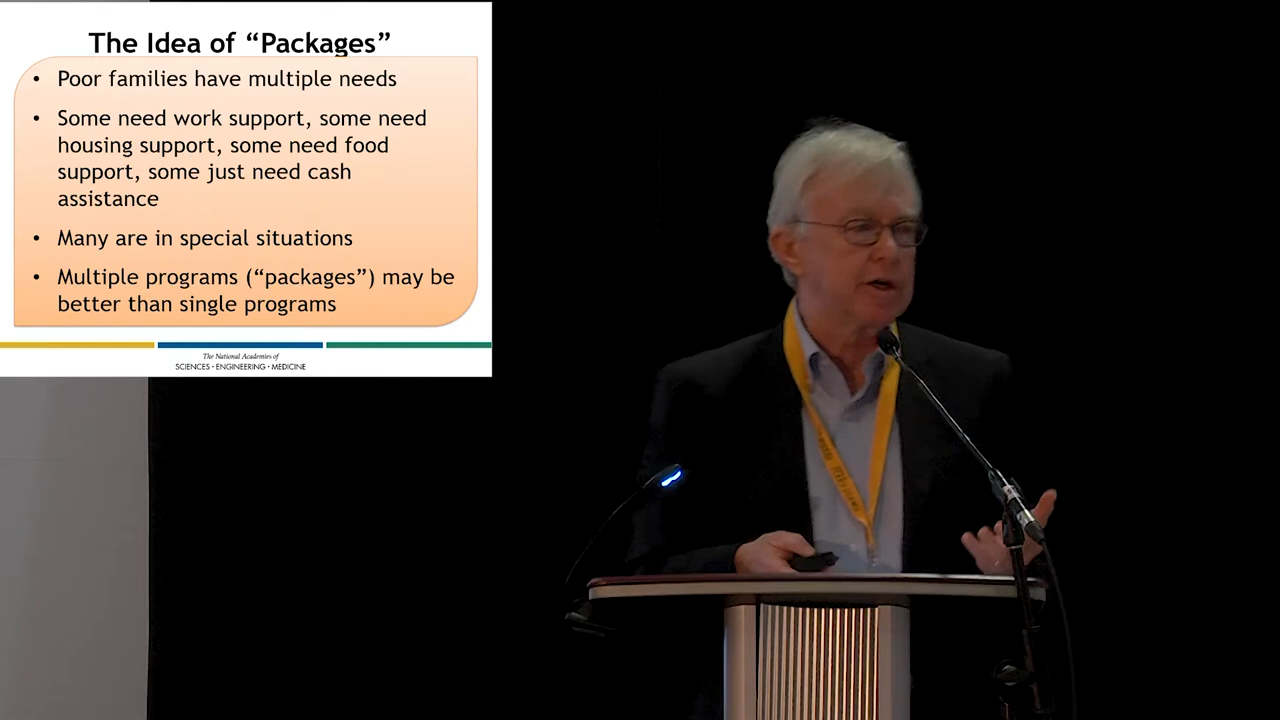 The Idea of “Packages”
• Poor families have multiple needs
• Some need work support, some need
housing support, some need food
support, some just need cash
assistance
• Many are in special situations
• Multiple programs (“packages”) may be
better than single programs
The National Academies of
SCIENCES • ENGINEERING • MEDICINE